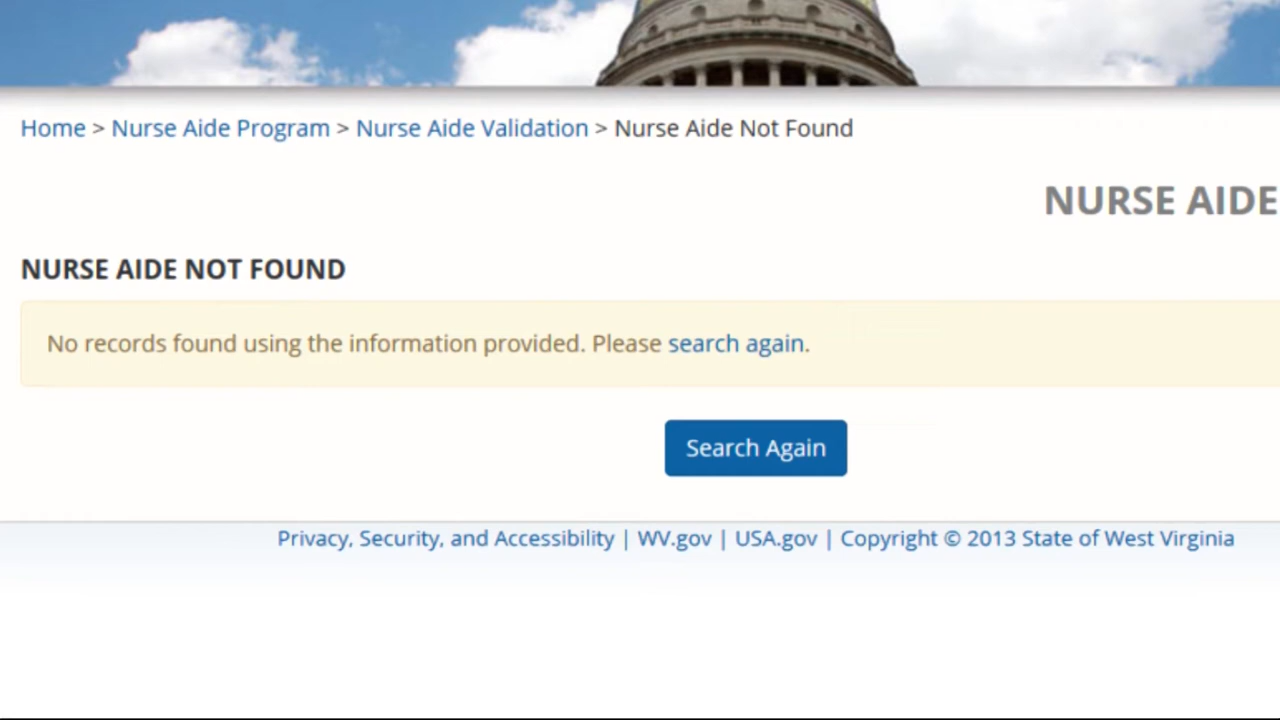 Home > Nurse Aide Program > Nurse Aide Validation > Nurse Aide Not Found
NURSE AIDE
NURSE AIDE NOT FOUND
No records found using the information provided. Please search again.
Search Again
Privacy, Security, and Accessibility | WV.gov | USA.gov | Copyright © 2013 State of West Virginia